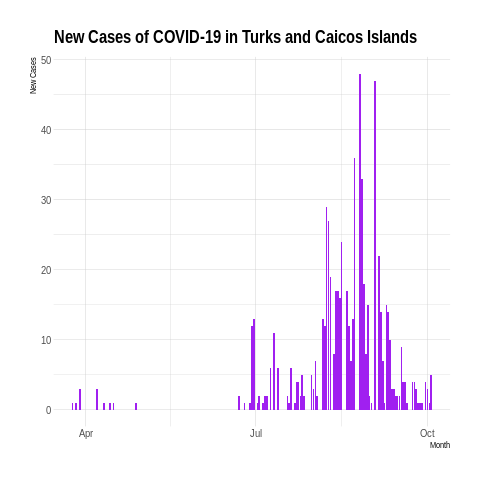 New Cases of COVID-19 in Turks and Caicos Islands
New Cases
50
40
30
20
10
0
Apr
Jul
Oct
Month